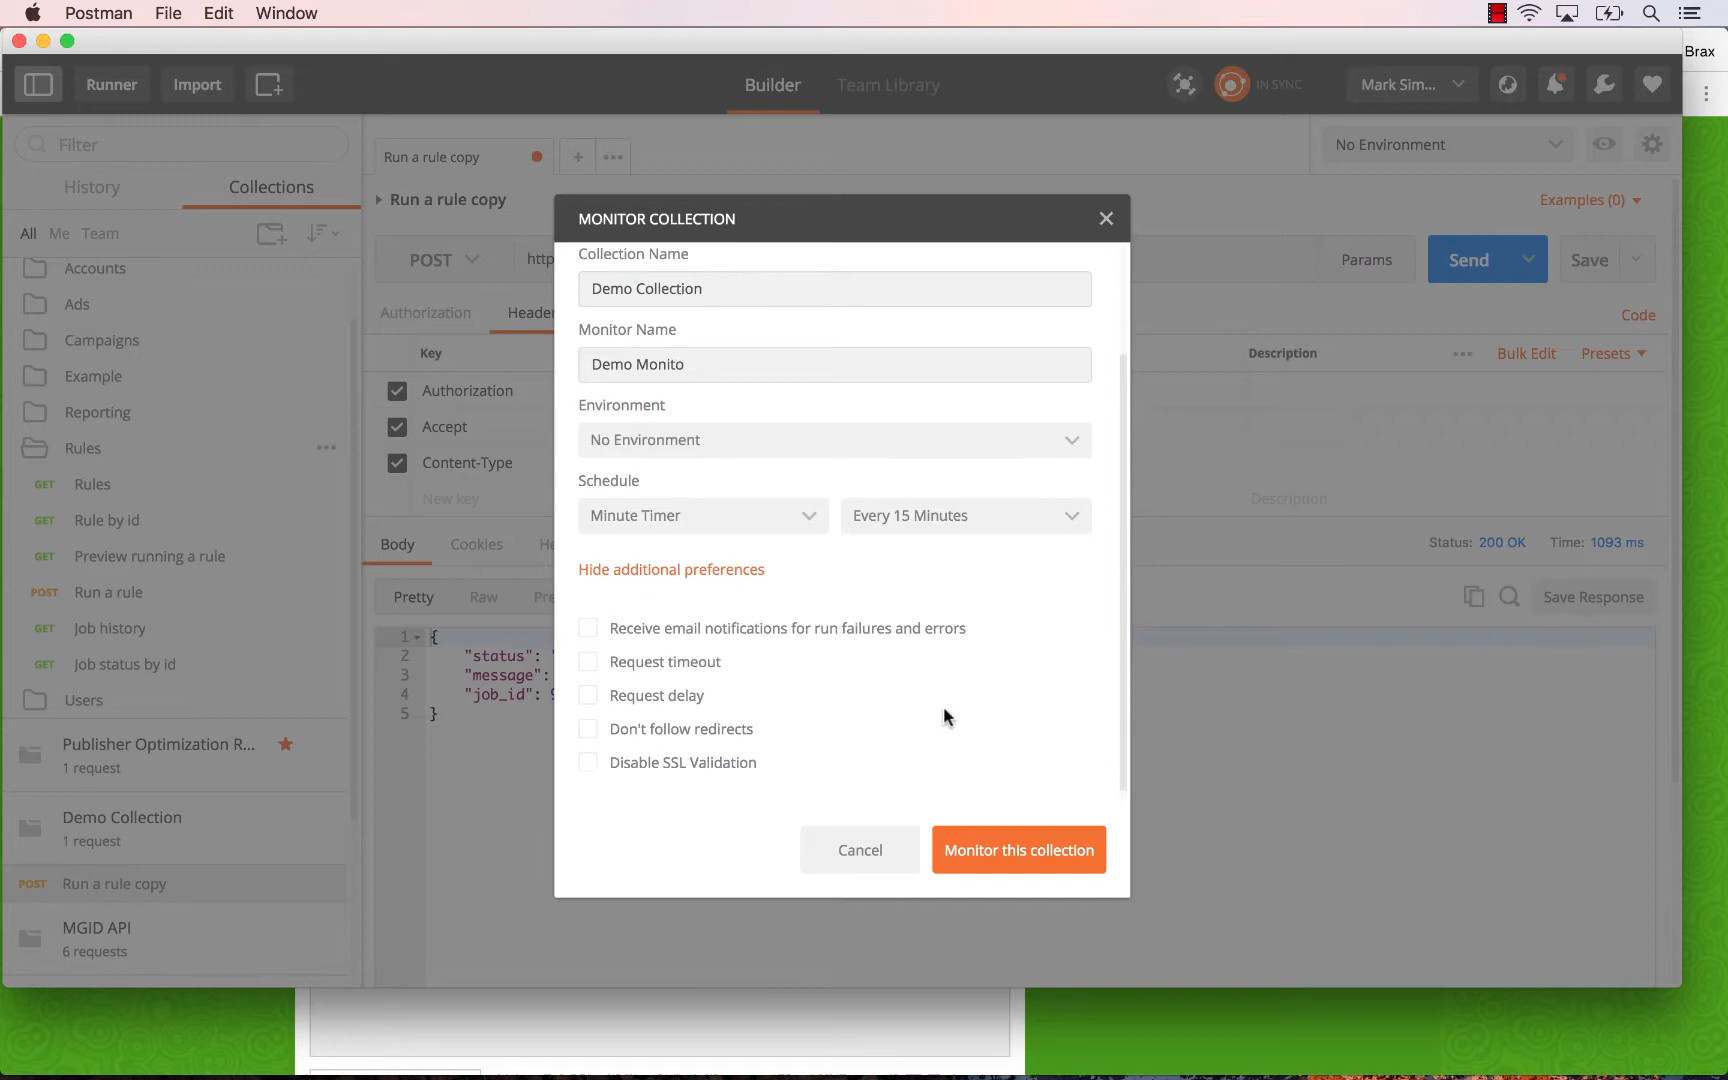 Postman File Edit Window
Brax
Runner Import Builder Team Library IN SYNC Mark Sim...
Filter
Run a rule copy
No Environment
History Collections
Run a rule copy
Examples (0)
MONITOR COLLECTION
All Me Team
POST
http
Params
Send
Save
Accounts
Ads
Campaigns
Example
Reporting
Rules
GET Rules
GET Rule by id
GET Preview running a rule
POST Run a rule
GET Job history
GET Job status by id
Users
Publisher Optimization R...
1 request
Demo Collection
1 request
POST Run a rule copy
MGID API
6 requests
Authorization
Code
Key
Description
Bulk Edit
Presets
Authorization
Accept
Content-Type
New key
Description
Body Cookies
Status: 200 OK Time: 1093 ms
Pretty Raw
Save Response
1 {
2 "status":
3 "message":
4 "job_id":
5 }
Collection Name
Demo Collection
Monitor Name
Demo Monito
Environment
No Environment
Schedule
Minute Timer
Every 15 Minutes
Hide additional preferences
Receive email notifications for run failures and errors
Request timeout
Request delay
Don't follow redirects
Disable SSL Validation
Cancel
Monitor this collection